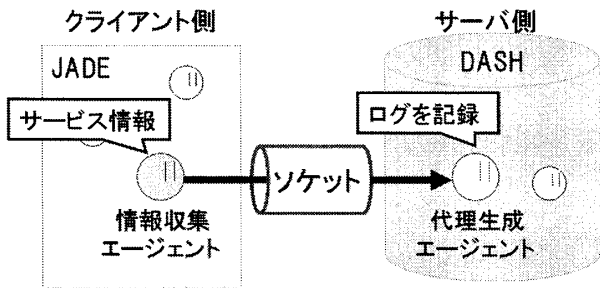 クライアント側
サーバ側
JADE
DASH
サービス情報
ログを記録
ソケット
情報収集
エージェント
代理生成
エージェント